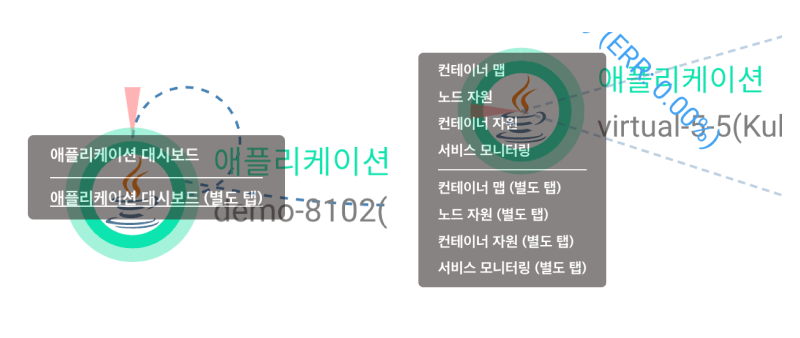 애플리케이션 대시보드
애플리케이션 대시보드 (별도 탭)
애플리케이션
demo-8102(
컨테이너 맵
노드 자원
컨테이너 자원
서비스 모니터링
컨테이너 맵 (별도 탭)
노드 자원 (별도 탭)
컨테이너 자원 (별도 탭)
서비스 모니터링 (별도 탭)
(ERR: 0.00%)
애플리케이션
virtual-5-5(Kul